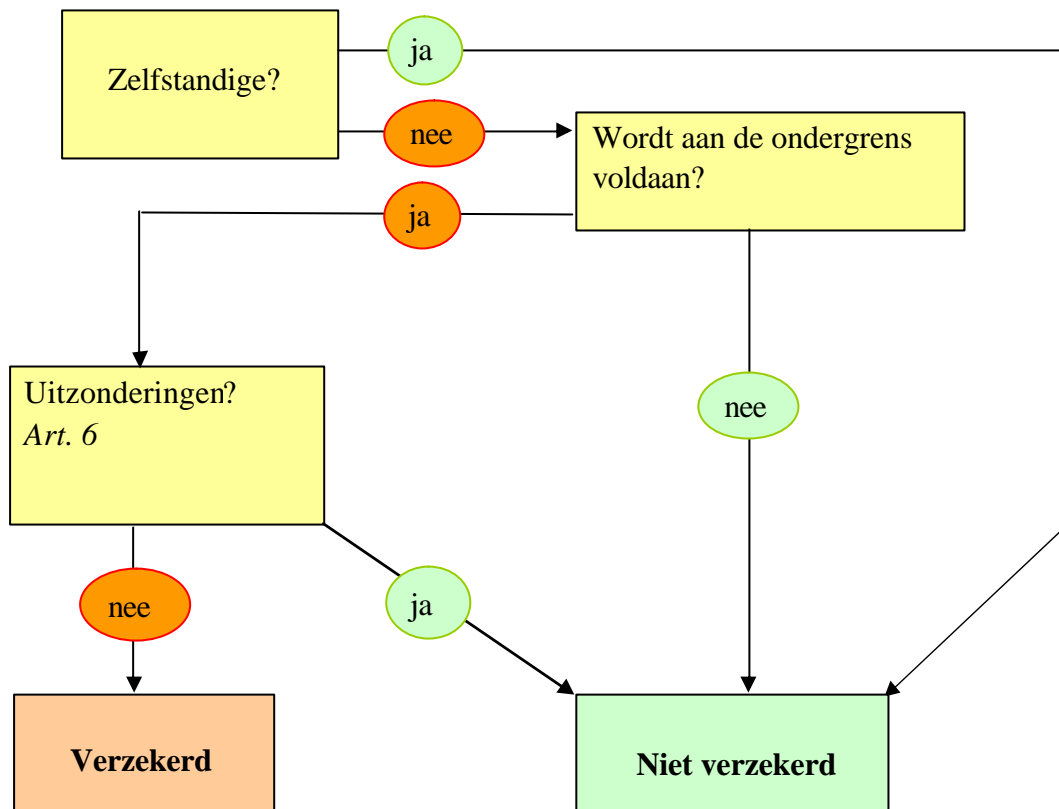 Zelfstandige?
ja
nee
Wordt aan de ondergrens
voldaan?
ja
Uitzonderingen?
Art. 6
nee
nee
ja
Verzekerd
Niet verzekerd